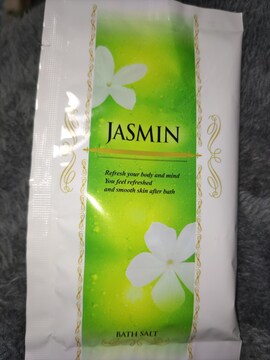 JASMIN
Refresh your body and mind
You feel refreshed
and smooth skin after bath
BATH SALT